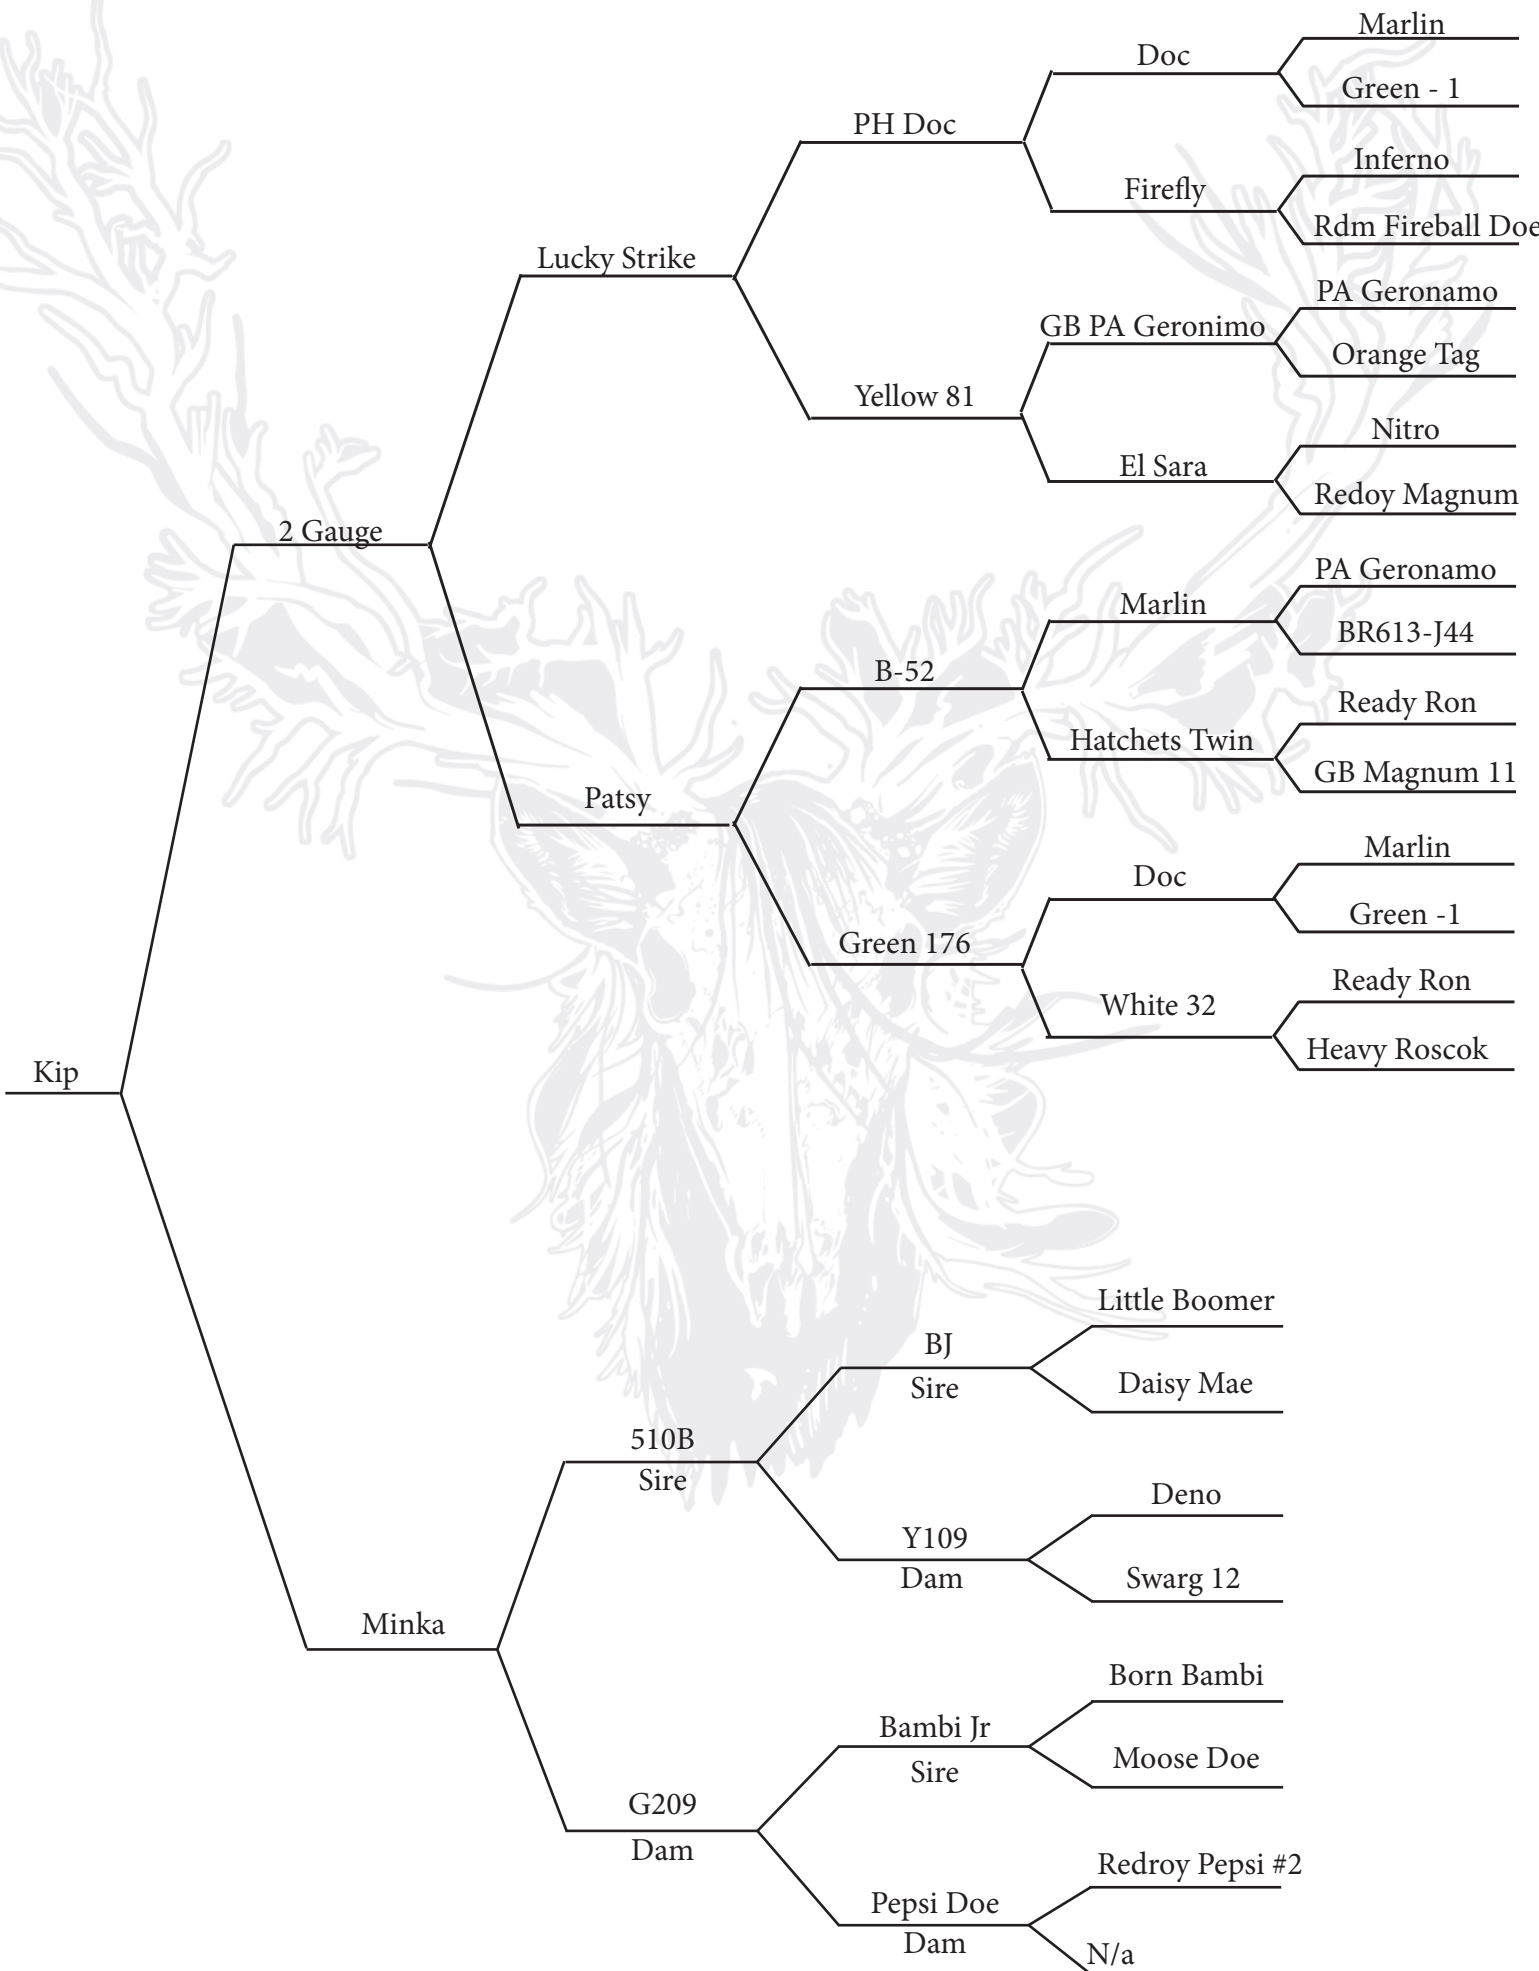 Marlin
Doc
Green - 1
PH Doc
Inferno
Firefly
Rdm Fireball Doe
Lucky Strike
PA Geronamo
GB PA Geronimo
Orange Tag
Yellow 81
Nitro
El Sara
Redoy Magnum
2 Gauge
PA Geronamo
Marlin
BR613-J44
B-52
Ready Ron
Hatchets Twin
GB Magnum 11
Patsy
Marlin
Doc
Green -1
Green 176
Ready Ron
White 32
Heavy Roscok
Kip
Little Boomer
BJ
Sire
Daisy Mae
510B
Sire
Deno
Y109
Dam
Swarg 12
Minka
Born Bambi
Bambi Jr
Sire
Moose Doe
G209
Dam
Redroy Pepsi #2
Pepsi Doe
Dam
N/a